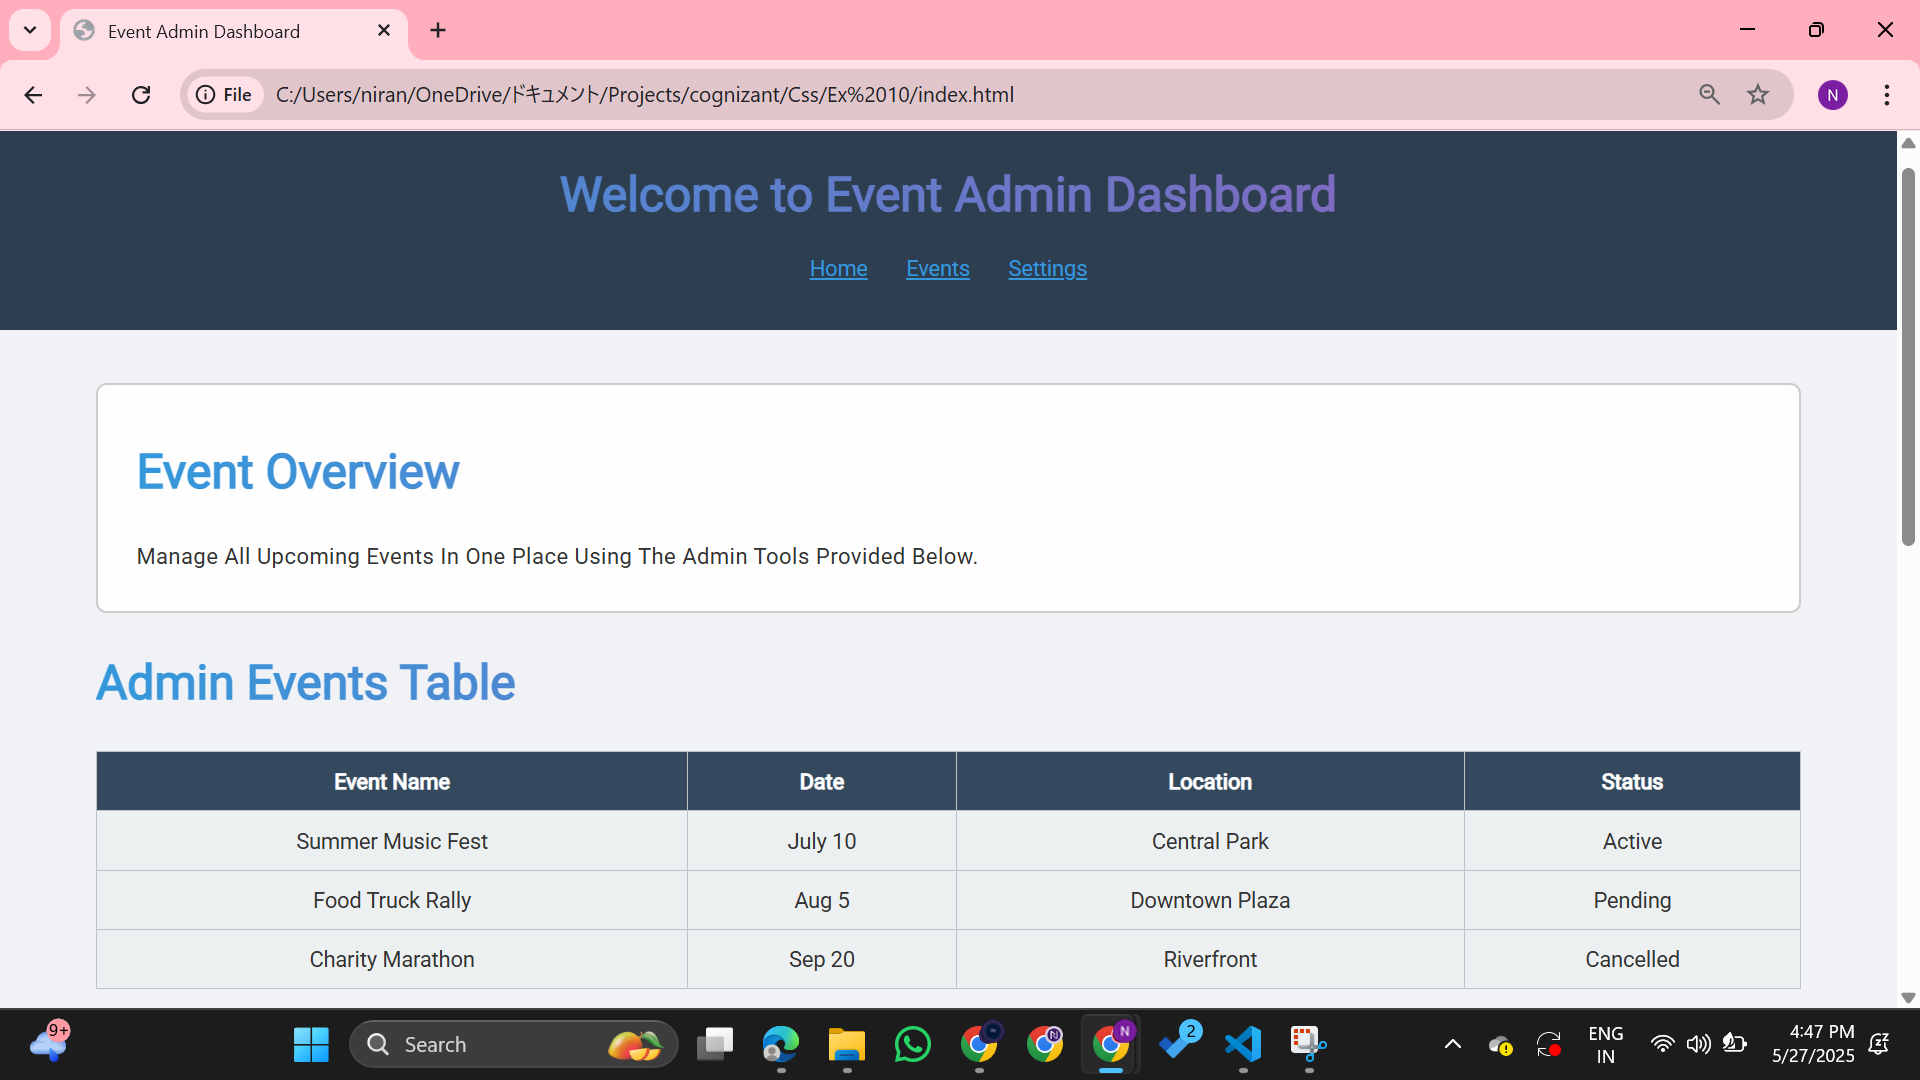 Event Admin Dashboard
File
C:/Users/niran/OneDrive/ドキュメント/Projects/cognizant/Css/Ex%2010/index.html
N
Welcome to Event Admin Dashboard
Home Events Settings
Event Overview
Manage All Upcoming Events In One Place Using The Admin Tools Provided Below.
Admin Events Table
Event Name Date Location Status
Summer Music Fest July 10 Central Park Active
Food Truck Rally Aug 5 Downtown Plaza Pending
Charity Marathon Sep 20 Riverfront Cancelled
9+
Search
N
N
2
ENG
IN
4:47 PM
5/27/2025